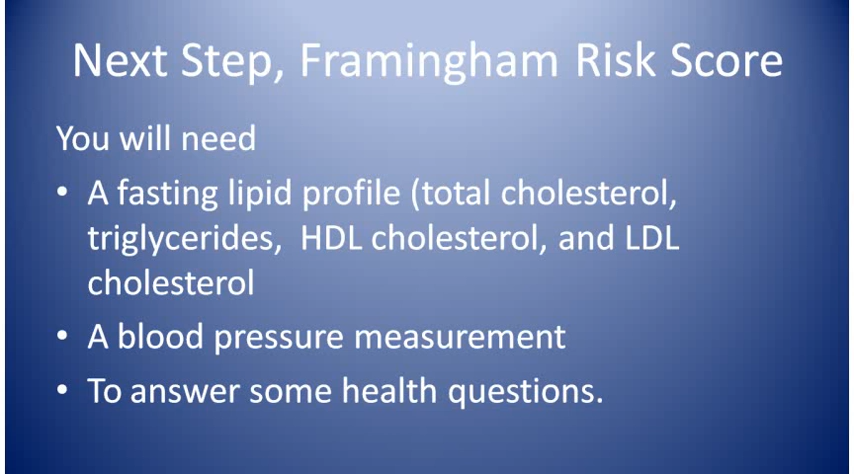 Next Step, Framingham Risk Score
You will need
• A fasting lipid profile (total cholesterol,
triglycerides,  HDL cholesterol, and LDL
cholesterol
• A blood pressure measurement
• To answer some health questions.